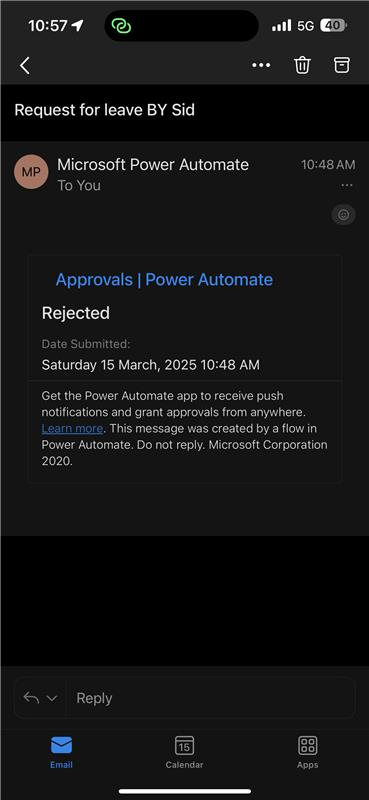 10:57
5G
40
Request for leave BY Sid
MP
Microsoft Power Automate
10:48 AM
To You
Approvals | Power Automate
Rejected
Date Submitted:
Saturday 15 March, 2025 10:48 AM
Get the Power Automate app to receive push
notifications and grant approvals from anywhere.
Learn more. This message was created by a flow in
Power Automate. Do not reply. Microsoft Corporation
2020.
Reply
15
Email
Calendar
Apps